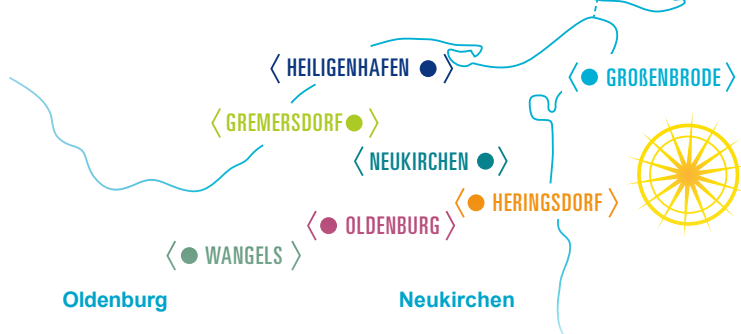 HEILIGENHAFEN
GROßENBRODE
GREMERSDORF
NEUKIRCHEN
HERINGSDORF
OLDENBURG
WANGELS
Oldenburg
Neukirchen